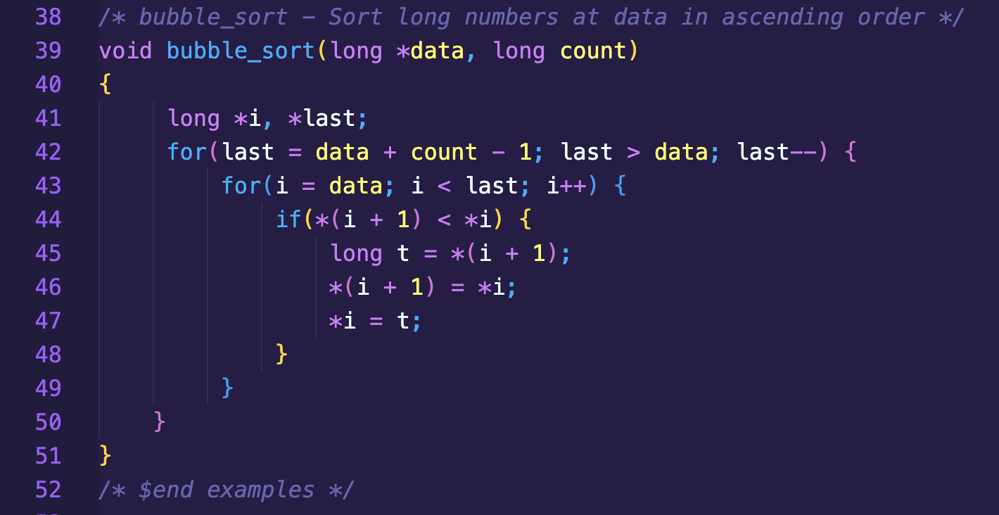 38 /* bubble_sort – Sort long numbers at data in ascending order */
39 void bubble_sort(long *data, long count)
40 {
41      long *i, *last;
42      for(last = data + count - 1; last > data; last--) {
43          for(i = data; i < last; i++) {
44              if(*(i + 1) < *i) {
45                  long t = *(i + 1);
46                  *(i + 1) = *i;
47                  *i = t;
48              }
49          }
50     }
51 }
52 /* $end examples */